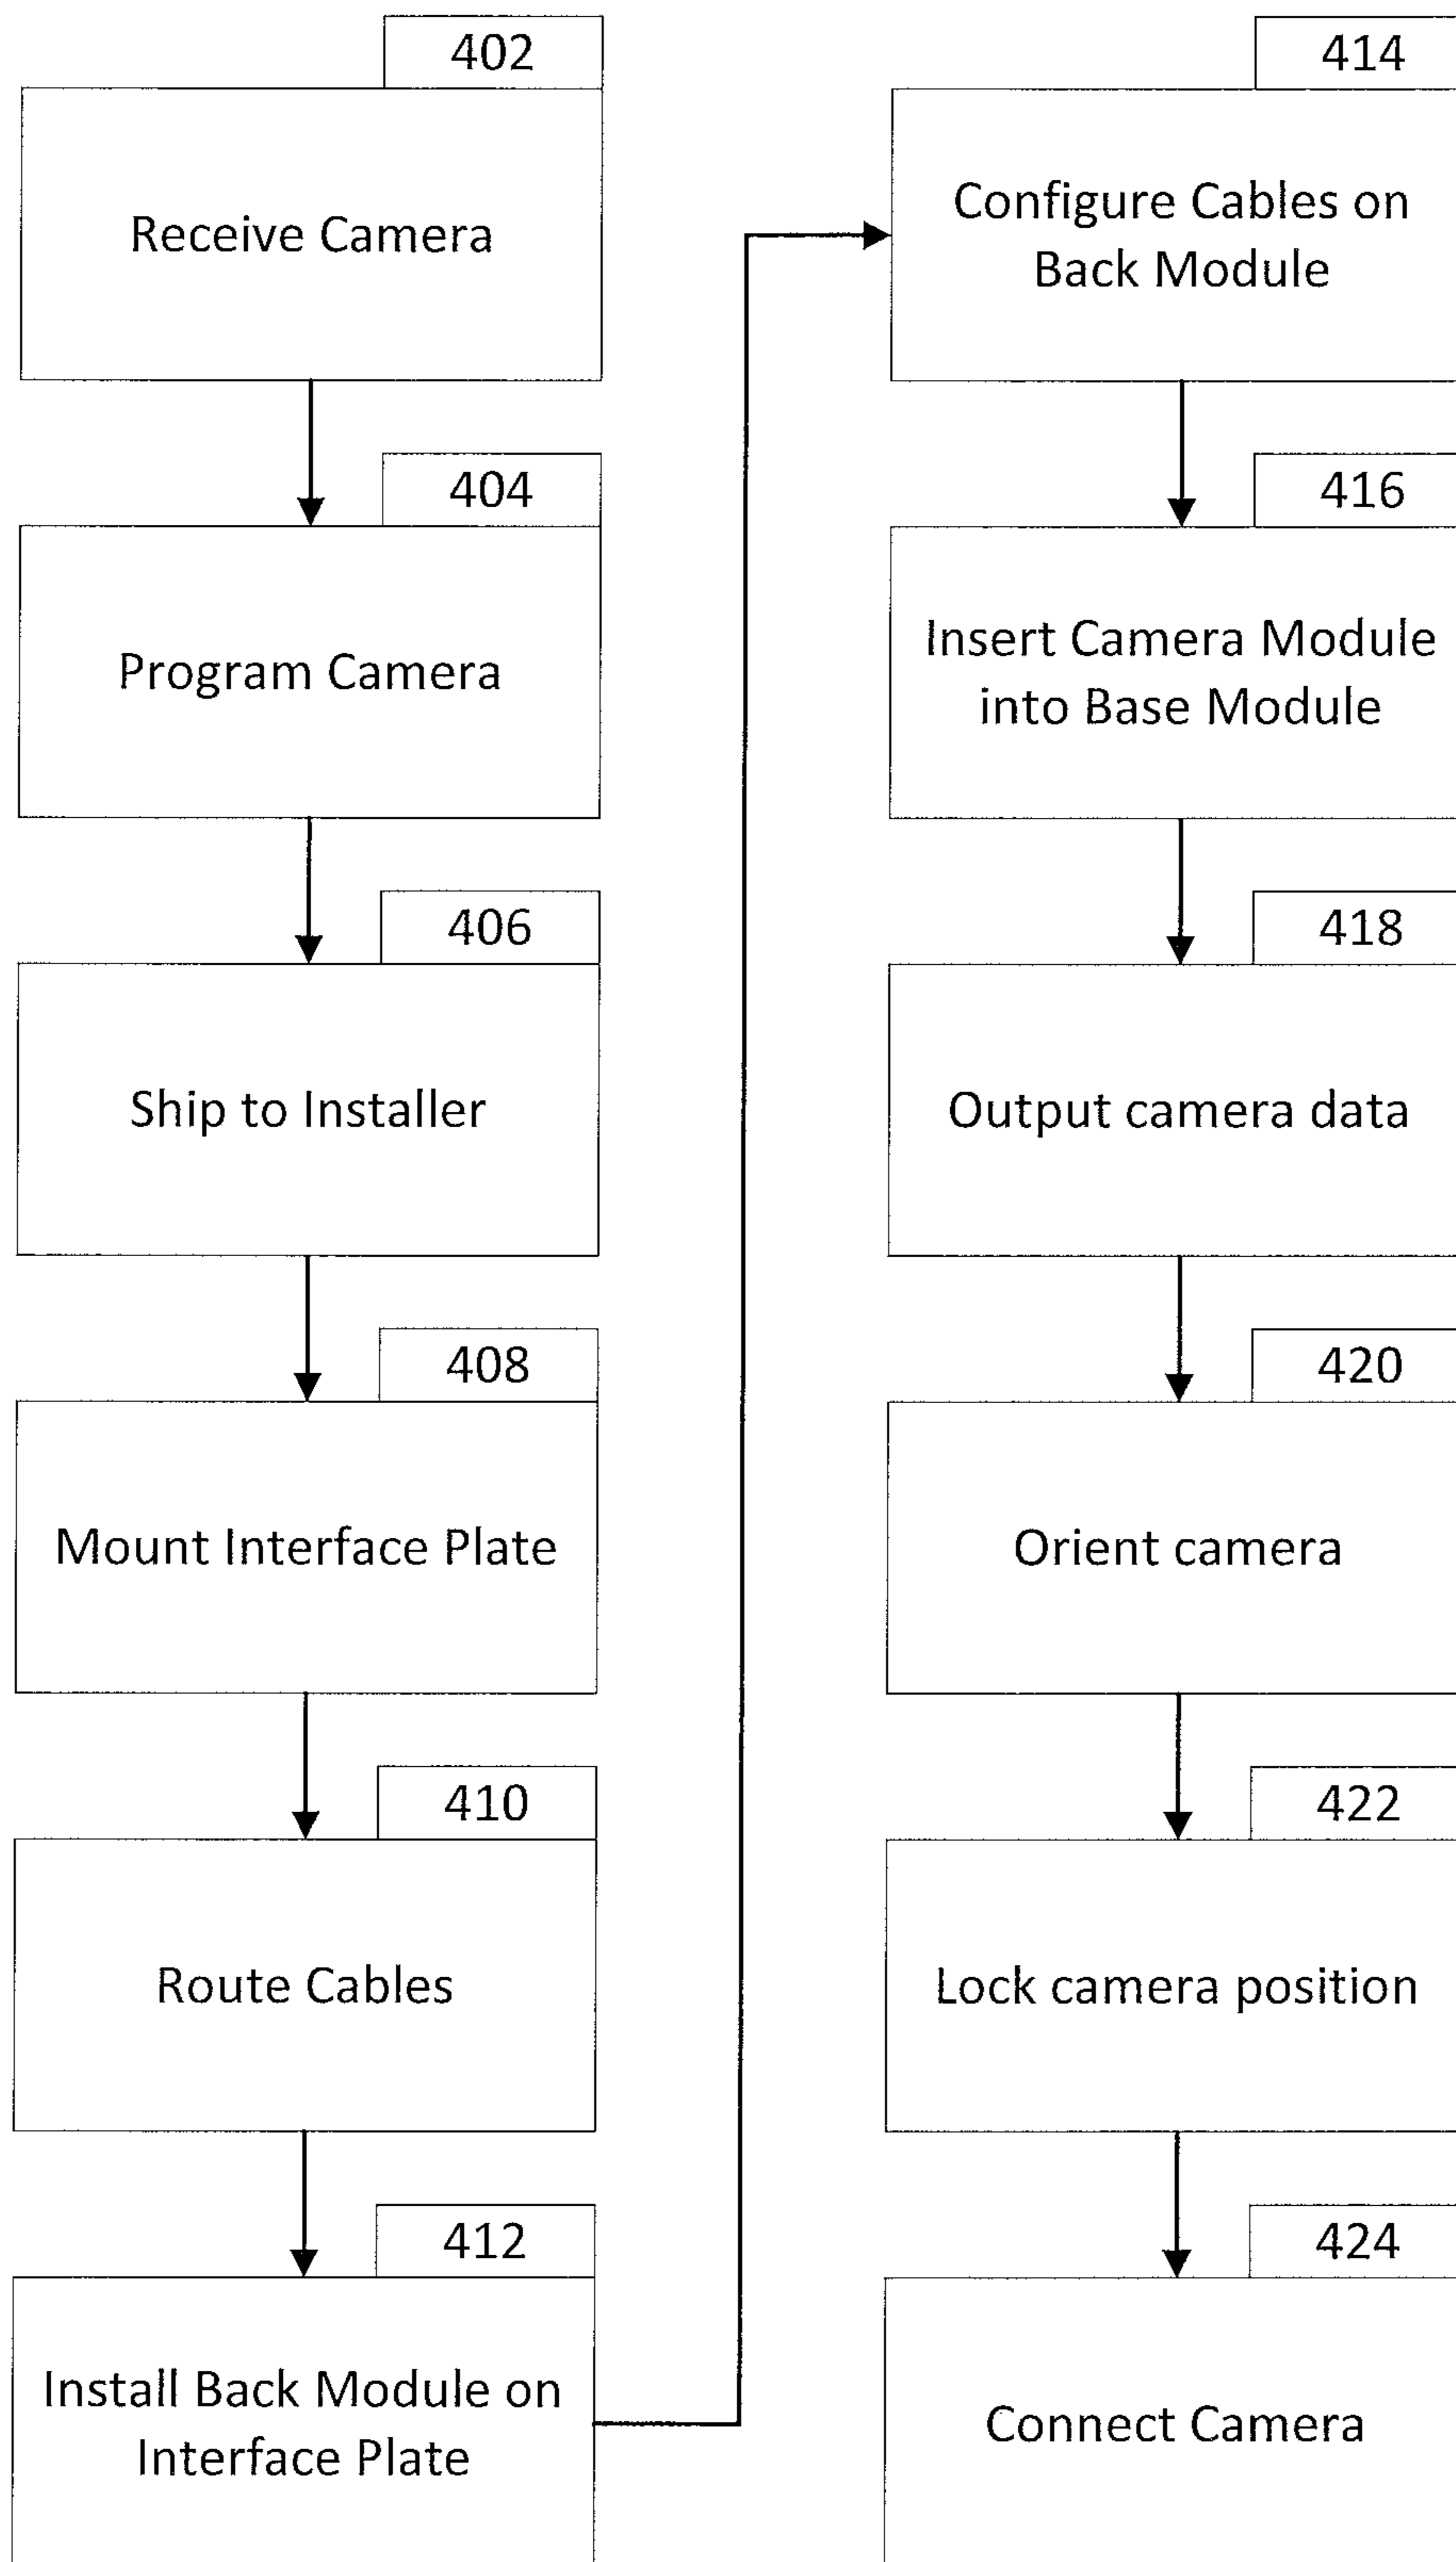 402
Receive Camera
404
Program Camera
406
Ship to Installer
408
Mount Interface Plate
410
Route Cables
412
Install Back Module on
Interface Plate
414
Configure Cables on
Back Module
416
Insert Camera Module
into Base Module
418
Output camera data
420
Orient camera
422
Lock camera position
424
Connect Camera